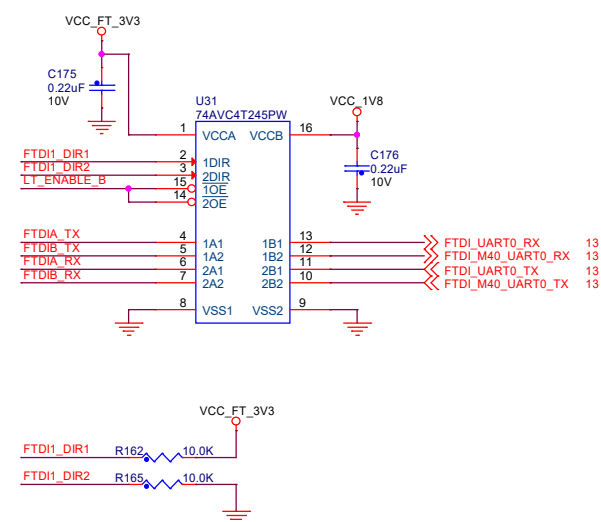 VCC_FT_3V3
C175
0.22uF
10V
U31
74AVC4T245PW
VCC_1V8
C176
0.22uF
10V
1 VCCA VCCB 16
FTDI1_DIR1 2 1DIR
FTDI1_DIR2 3 2DIR
LT_ENABLE_B 15 1OE
14 2OE
FTDIA_TX 4 1A1 1B1 13 FTDI_UART0_RX 13
FTDIB_TX 5 1A2 1B2 12 FTDI_M40_UART0_RX 13
FTDIA_RX 6 2A1 2B1 11 FTDI_UART0_TX 13
FTDIB_RX 7 2A2 2B2 10 FTDI_M40_UART0_TX 13
8 VSS1 VSS2 9
VCC_FT_3V3
FTDI1_DIR1 R162 10.0K
FTDI1_DIR2 R165 10.0K